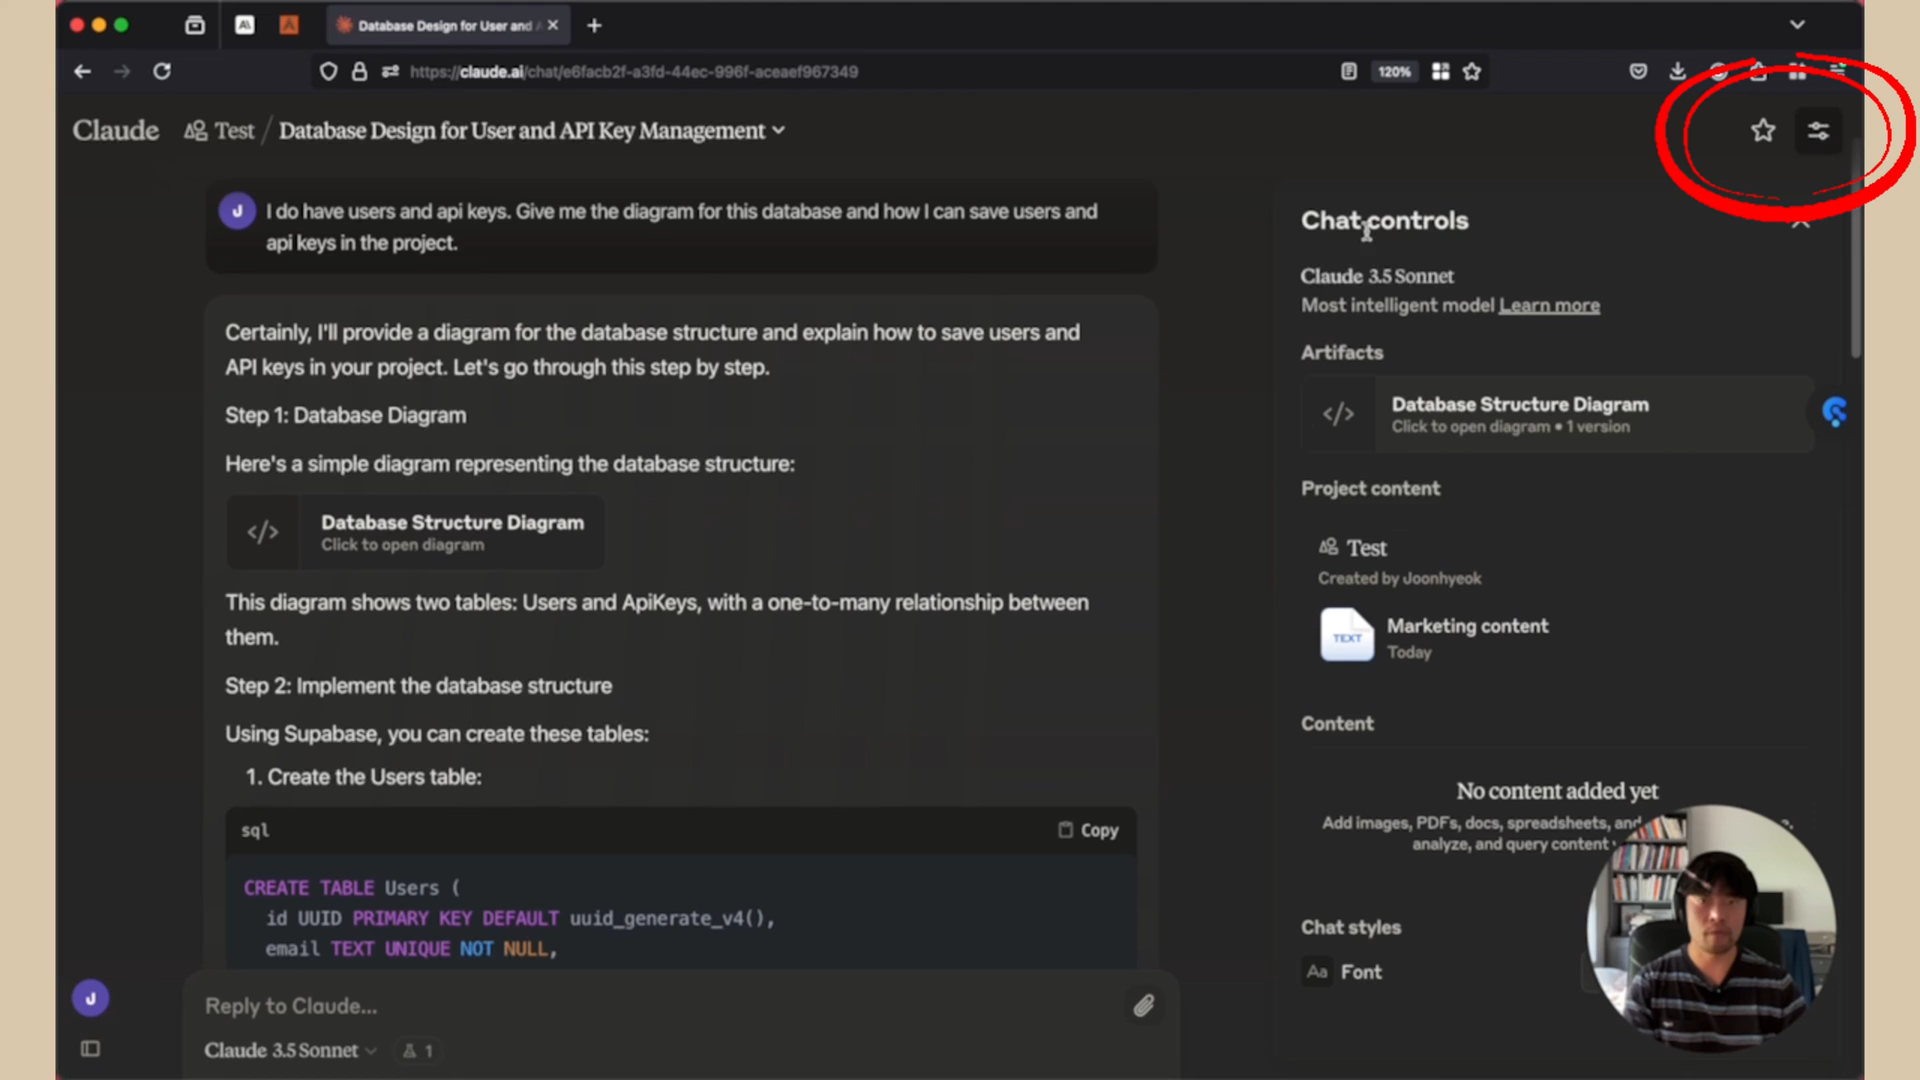 Database Design for User and
https://claude.ai/chat/e6facb2f-a3fd-44ec-996f-aceaef967349
120%
Claude
Test / Database Design for User and API Key Management
J
I do have users and api keys. Give me the diagram for this database and how I can save users and
api keys in the project.
Certainly, I'll provide a diagram for the database structure and explain how to save users and
API keys in your project. Let's go through this step by step.
Step 1: Database Diagram
Here's a simple diagram representing the database structure:
</>
Database Structure Diagram
Click to open diagram
This diagram shows two tables: Users and ApiKeys, with a one-to-many relationship between
them.
Step 2: Implement the database structure
Using Supabase, you can create these tables:
1. Create the Users table:
sql
Copy
CREATE TABLE Users (
id UUID PRIMARY KEY DEFAULT uuid_generate_v4(),
email TEXT UNIQUE NOT NULL,
J
Reply to Claude...
Claude 3.5 Sonnet
1
Chat controls
Claude 3.5 Sonnet
Most intelligent model Learn more
Artifacts
</>
Database Structure Diagram
Click to open diagram • 1 version
Project content
Test
Created by Joonhyeok
TEXT
Marketing content
Today
Content
No content added yet
Add images, PDFs, docs, spreadsheets, and
analyze, and query content
Chat styles
Aa Font